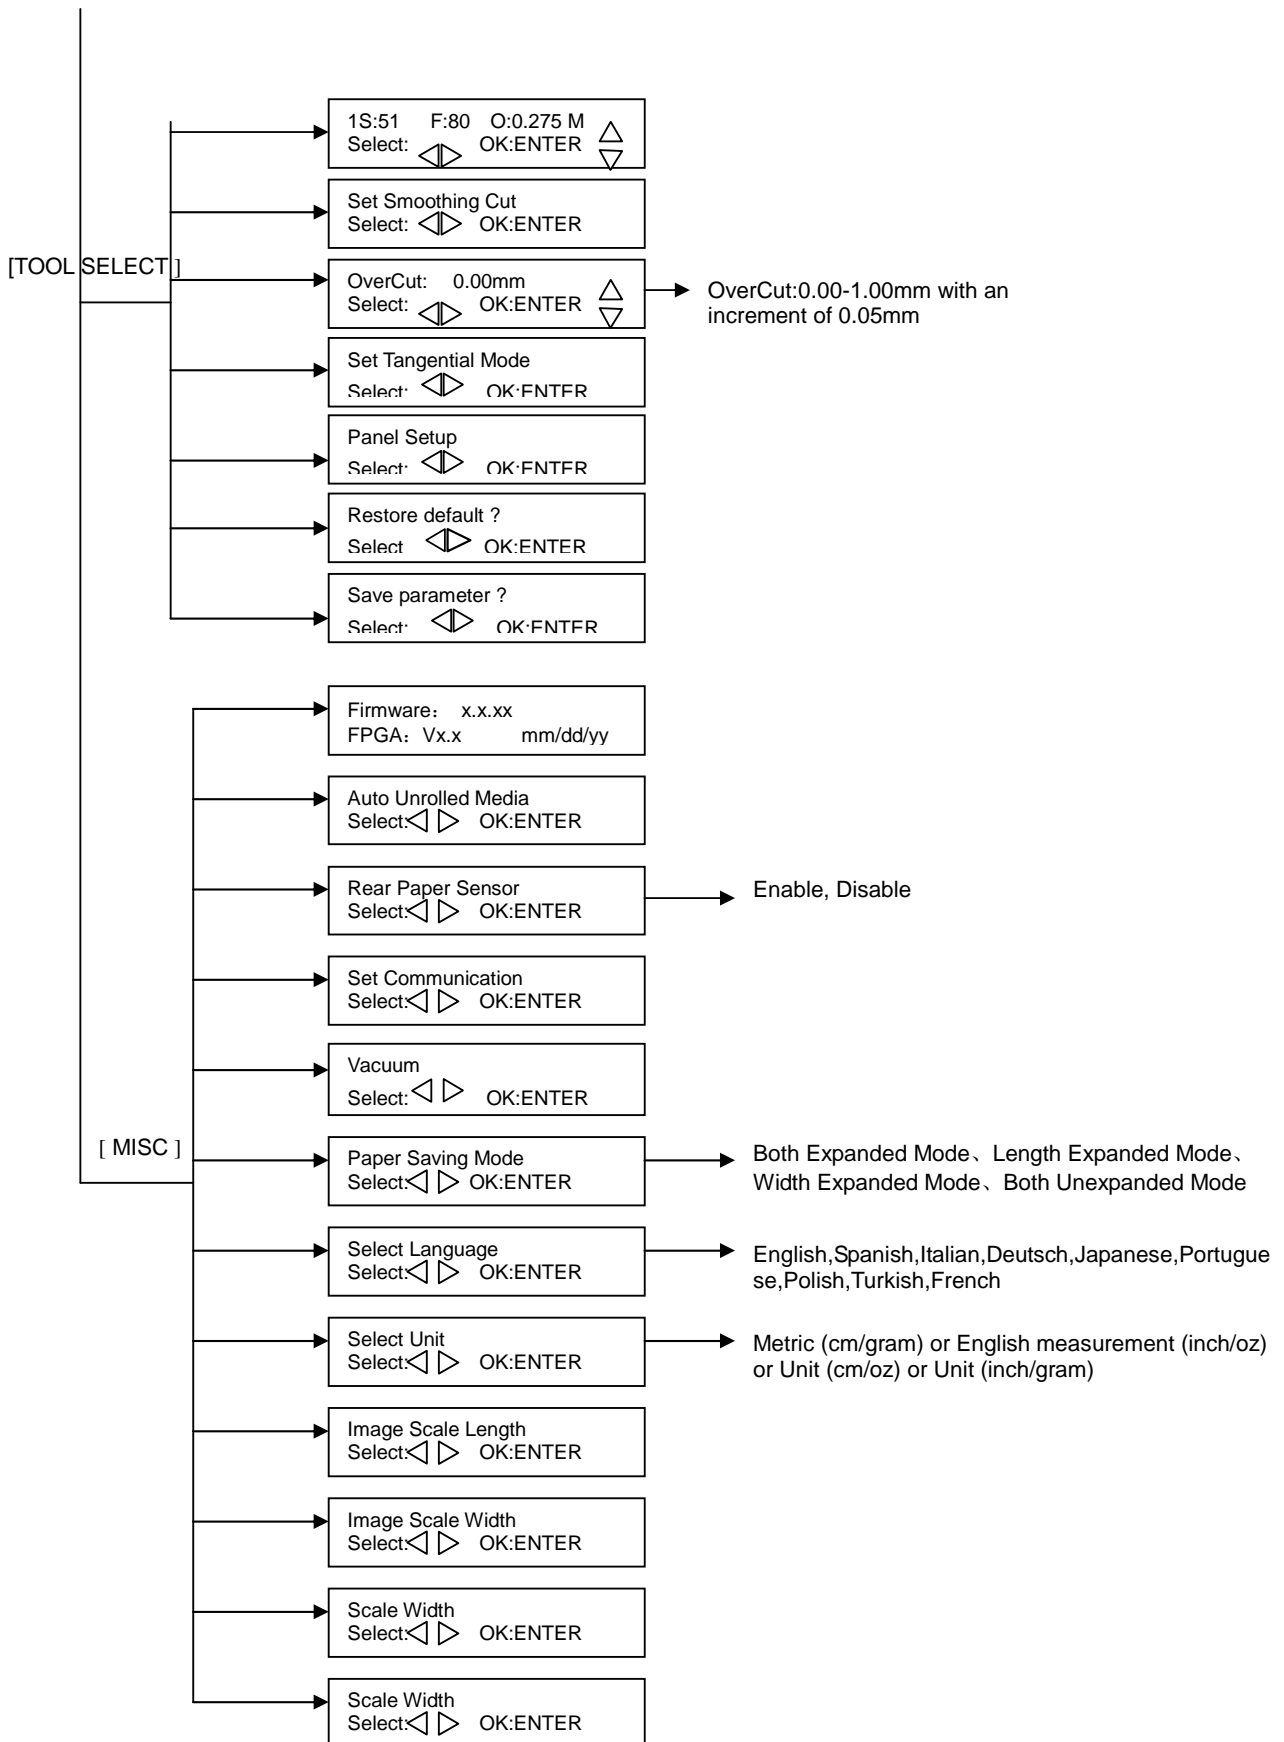 1S:51 F:80 O:0.275 M
Select: OK:ENTER
Set Smoothing Cut
Select: OK:ENTER
[TOOL SELECT ]
OverCut: 0.00mm
Select: OK:ENTER
OverCut:0.00-1.00mm with an
increment of 0.05mm
Set Tangential Mode
Select: OK:ENTER
Panel Setup
Select: OK:ENTER
Restore default ?
Select OK:ENTER
Save parameter ?
Select: OK:ENTER
Firmware： x.x.xx
FPGA：Vx.x mm/dd/yy
Auto Unrolled Media
Select: OK:ENTER
Rear Paper Sensor
Select: OK:ENTER
Enable, Disable
Set Communication
Select: OK:ENTER
Vacuum
Select: OK:ENTER
[ MISC ]
Paper Saving Mode
Select: OK:ENTER
Both Expanded Mode、Length Expanded Mode、
Width Expanded Mode、Both Unexpanded Mode
Select Language
Select: OK:ENTER
English,Spanish,Italian,Deutsch,Japanese,Portugue
se,Polish,Turkish,French
Select Unit
Select: OK:ENTER
Metric (cm/gram) or English measurement (inch/oz)
or Unit (cm/oz) or Unit (inch/gram)
Image Scale Length
Select: OK:ENTER
Image Scale Width
Select: OK:ENTER
Scale Width
Select: OK:ENTER
Scale Width
Select: OK:ENTER